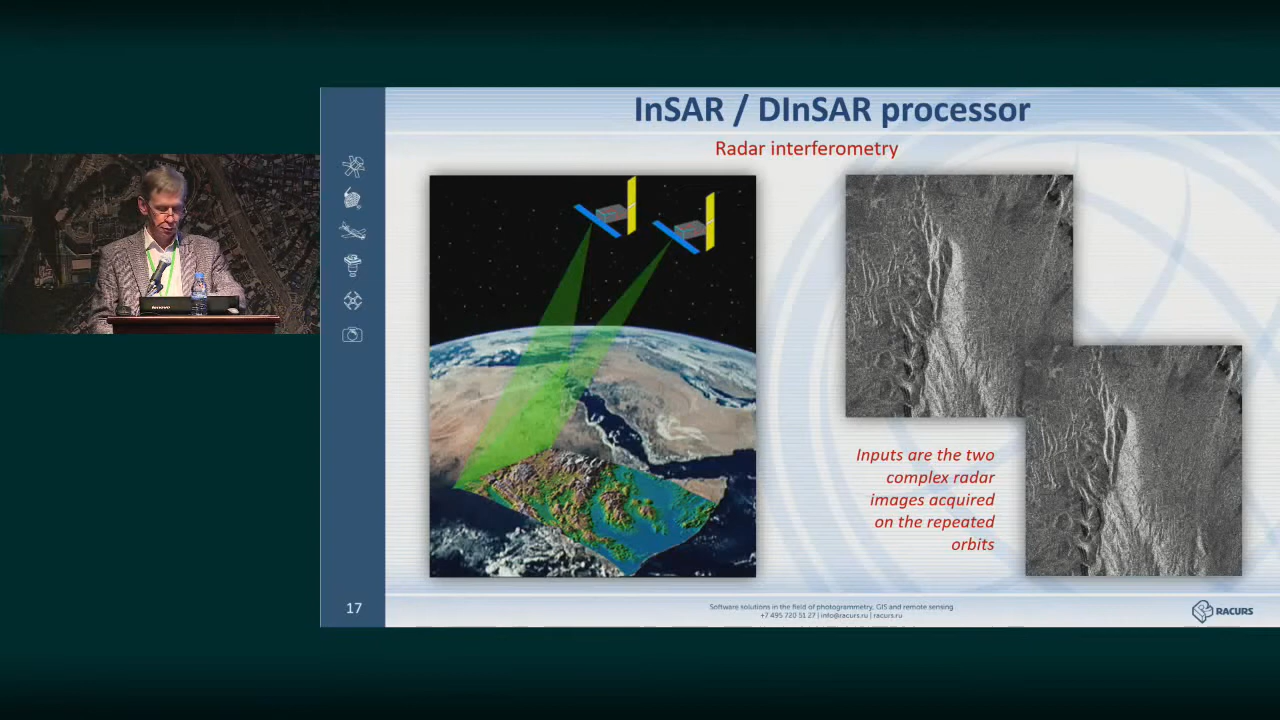 InSAR / DInSAR processor
Radar interferometry
Inputs are the two
complex radar
images acquired
on the repeated
orbits
lenovo
17
Software solutions in the field of photogrammetry, GIS and remote sensing
+7 495 720 51 27 | info@racurs.ru | racurs.ru
RACURS